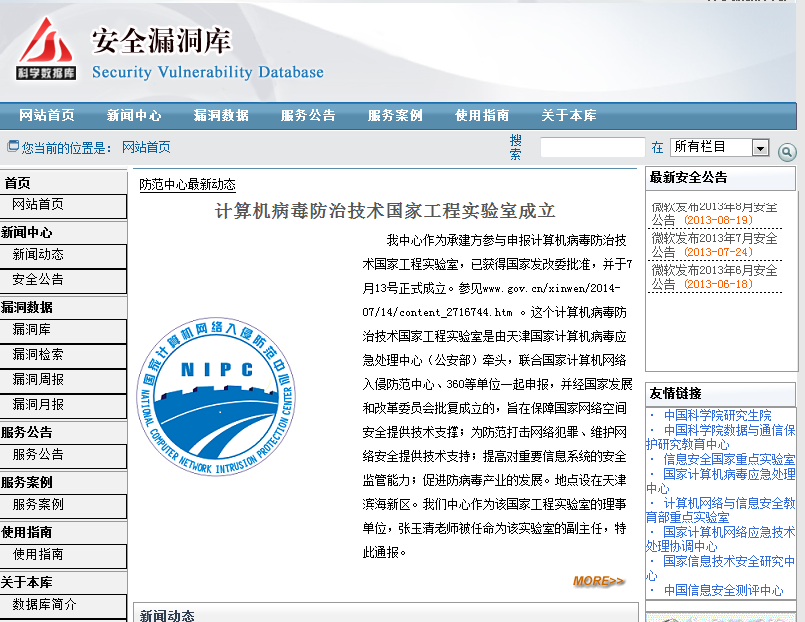 科学数据库
安全漏洞库
Security Vulnerability Database
网站首页 新闻中心 漏洞数据 服务公告 服务案例 使用指南 关于本库
您当前的位置是: 网站首页
搜索
在
所有栏目
首页
网站首页
新闻中心
新闻动态
安全公告
漏洞数据
漏洞库
漏洞检索
漏洞周报
漏洞月报
服务公告
服务公告
服务案例
服务案例
使用指南
使用指南
关于本库
数据库简介
防范中心最新动态
计算机病毒防治技术国家工程实验室成立
国家计算机网络入侵防范中心
NIPC
NATIONAL COMPUTER NETWORK INTRUSION PROTECTION CENTER
我中心作为承建方参与申报计算机病毒防治技
术国家工程实验室，已获得国家发改委批准，并于7
月13号正式成立。参见www.gov.cn/xinwen/2014-
07/14/content_2716744.htm 。这个计算机病毒防
治技术国家工程实验室是由天津国家计算机病毒应
急处理中心（公安部）牵头，联合国家计算机网络
入侵防范中心、360等单位一起申报，并经国家发展
和改革委员会批复成立的，旨在保障国家网络空间
安全提供技术支撑；为防范打击网络犯罪、维护网
络安全提供技术支持；提高对重要信息系统的安全
监管能力；促进防病毒产业的发展。地点设在天津
滨海新区。我们中心作为该国家工程实验室的理事
单位，张玉清老师被任命为该实验室的副主任，特
此通报。
MORE>>
新闻动态
最新安全公告
微软发布2013年8月安全
公告 (2013-08-19)
微软发布2013年7月安全
公告 (2013-07-24)
微软发布2013年6月安全
公告 (2013-06-18)
友情链接
· 中国科学院研究生院
· 中国科学院数据与通信保
护研究教育中心
· 信息安全国家重点实验室
· 国家计算机病毒应急处理
中心
· 计算机网络与信息安全教
育部重点实验室
· 国家计算机网络应急技术
处理协调中心
· 国家信息技术安全研究中
心
· 中国信息安全测评中心